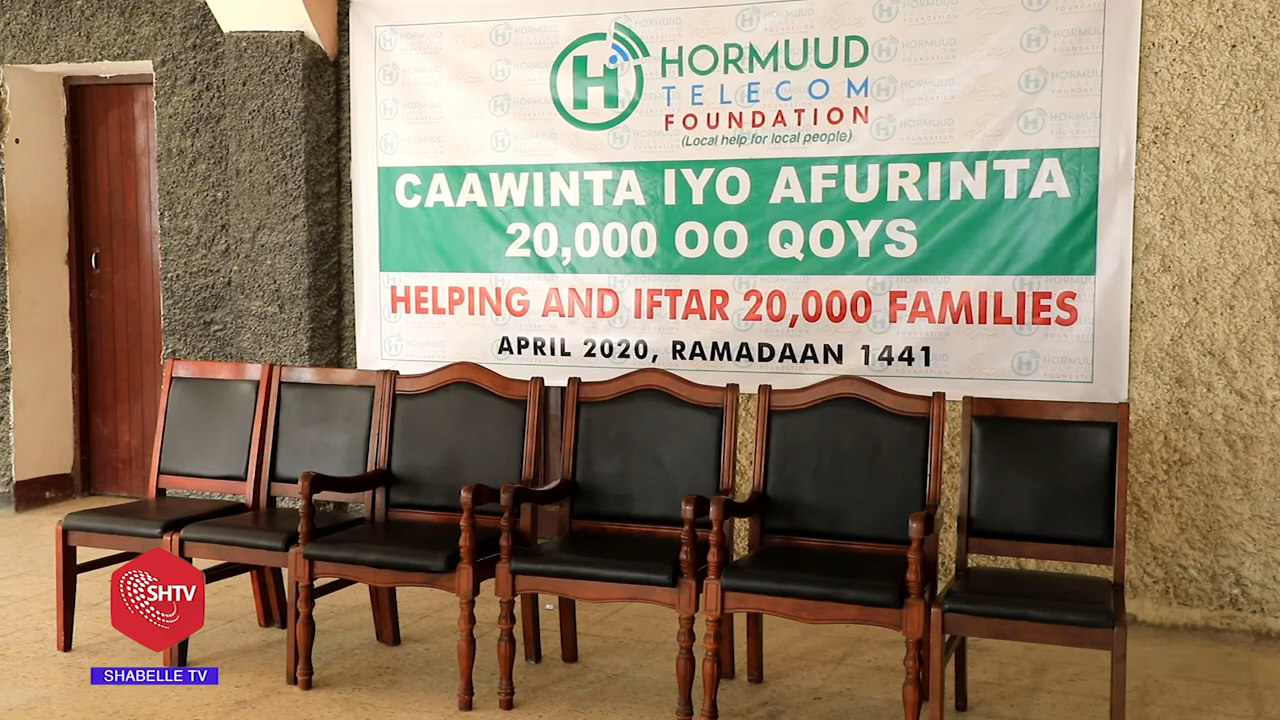 H HORMUUD
TELECOM
FOUNDATION
(Local help for local people)
CAAWINTA IYO AFURINTA
20,000 OO QOYS
HELPING AND IFTAR 20,000 FAMILIES
APRIL 2020, RAMADAAN 1441
SHTV
SHABELLE TV